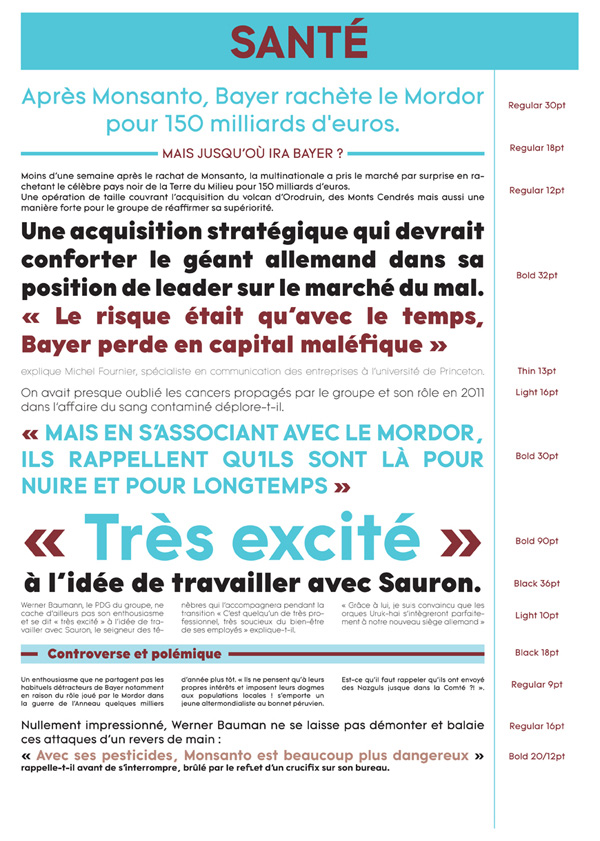 SANTÉ
Après Monsanto, Bayer rachète le Mordor
pour 150 milliards d'euros.
Regular 30pt
MAIS JUSQU'OÙ IRA BAYER ?
Regular 18pt
Moins d'une semaine après le rachat de Monsanto, la multinationale a pris le marché par surprise en ra-
chetant le célèbre pays noir de la Terre du Milieu pour 150 milliards d'euros.
Une opération de taille couvrant l'acquisition du volcan d'Orodruin, des Monts Cendrés mais aussi une
manière forte pour le groupe de réaffirmer sa supériorité.
Regular 12pt
Une acquisition stratégique qui devrait
conforter le géant allemand dans sa
position de leader sur le marché du mal.
« Le risque était qu'avec le temps,
Bayer perde en capital maléfique »
Bold 32pt
explique Michel Fournier, spécialiste en communication des entreprises à l'université de Princeton.
Thin 13pt
On avait presque oublié les cancers propagés par le groupe et son rôle en 2011
dans l'affaire du sang contaminé déplore-t-il.
Light 16pt
« MAIS EN S'ASSOCIANT AVEC LE MORDOR,
ILS RAPPELLENT QU'ILS SONT LÀ POUR
NUIRE ET POUR LONGTEMPS »
Bold 30pt
« Très excité »
Bold 90pt
à l'idée de travailler avec Sauron.
Black 36pt
Werner Baumann, le PDG du groupe, ne
cache d'ailleurs pas son enthousiasme
et se dit « très excité » à l'idée de tra-
vailler avec Sauron, le seigneur des té-
nèbres qui l'accompagnera pendant la
transition « C'est quelqu'un de très pro-
fessionnel, très soucieux du bien-être
de ses employés » explique-t-il.
« Grâce à lui, je suis convaincu que les
orques Uruk-hai s'intègreront parfaite-
ment à notre nouveau siège allemand »
Light 10pt
Controverse et polémique
Black 18pt
Un enthousiasme que ne partagent pas les
habituels détracteurs de Bayer notamment
en raison du rôle joué par le Mordor dans
la guerre de l'Anneau quelques milliers
d'année plus tôt. « Ils ne pensent qu'à leurs
propres intérêts et imposent leurs dogmes
aux populations locales ! s'emporte un
jeune altermondialiste au bonnet péruvien.
Est-ce qu'il faut rappeler qu'ils ont envoyé
des Nazguls jusque dans la Comté ?! ».
Regular 9pt
Nullement impressionné, Werner Bauman ne se laisse pas démonter et balaie
ces attaques d'un revers de main :
Regular 16pt
« Avec ses pesticides, Monsanto est beaucoup plus dangereux »
rappelle-t-il avant de s'interrompre, brûlé par le reflet d'un crucifix sur son bureau.
Bold 20/12pt